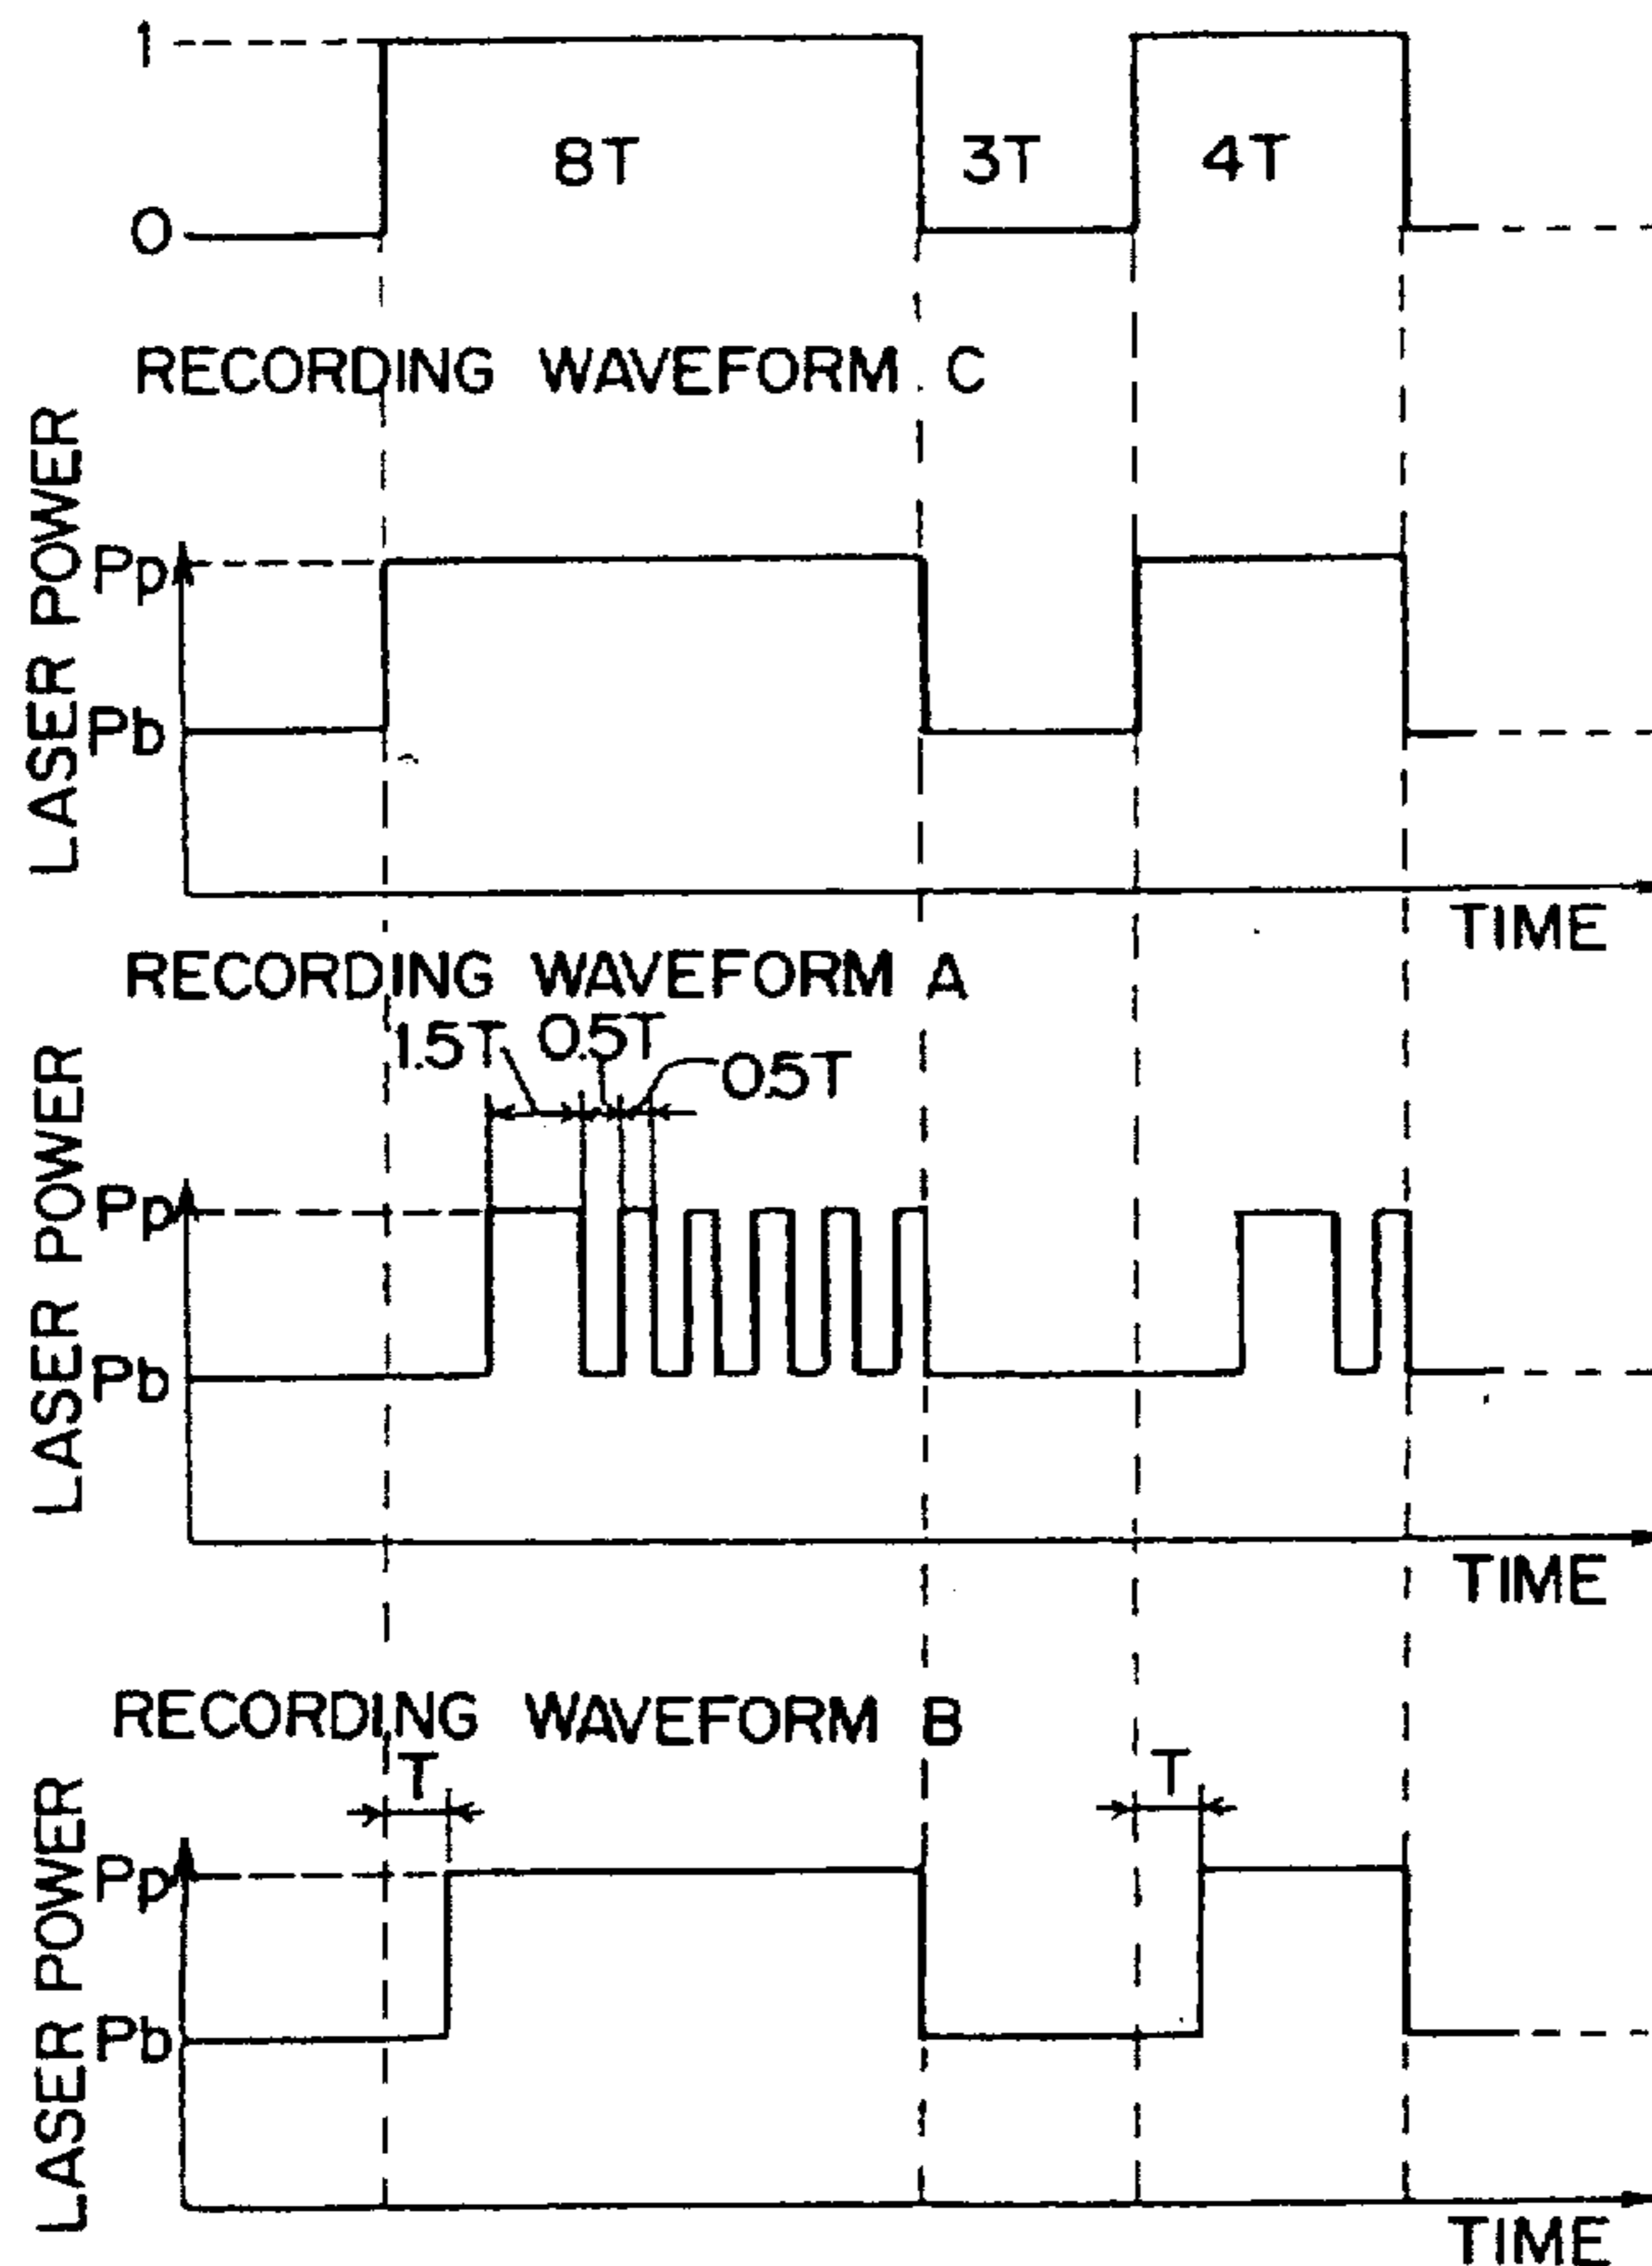 1
8T 3T 4T
0
RECORDING WAVEFORM C
LASER POWER
Pp
Pb
TIME
RECORDING WAVEFORM A
1.5T 0.5T 0.5T
LASER POWER
Pp
Pb
TIME
RECORDING WAVEFORM B
T T
LASER POWER
Pp
Pb
TIME